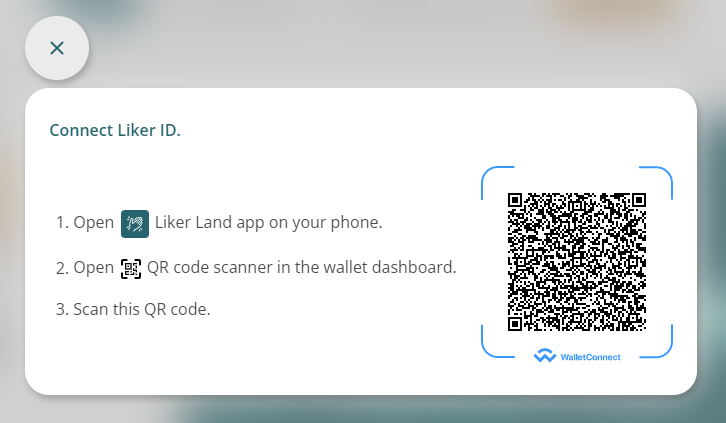 Connect Liker ID.
1. Open Liker Land app on your phone.
2. Open QR code scanner in the wallet dashboard.
3. Scan this QR code.
WalletConnect